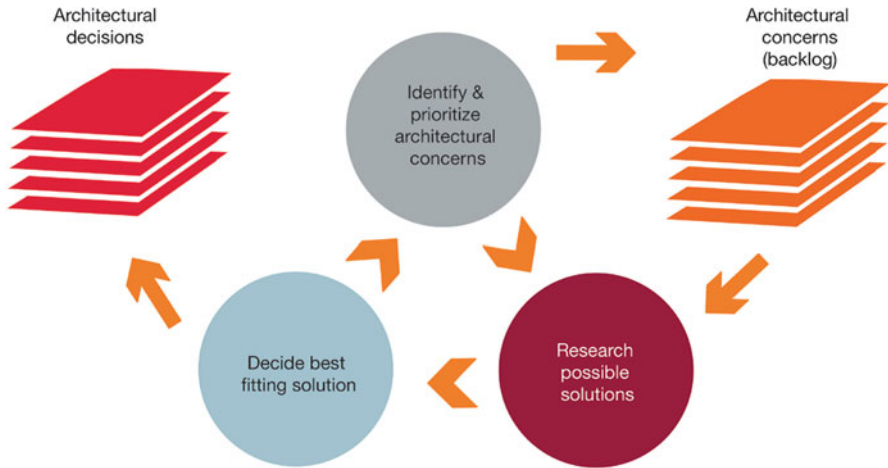 Architectural
decisions
Identify &
prioritize
architectural
concerns
Architectural
concerns
(backlog)
Decide best
fitting solution
Research
possible
solutions